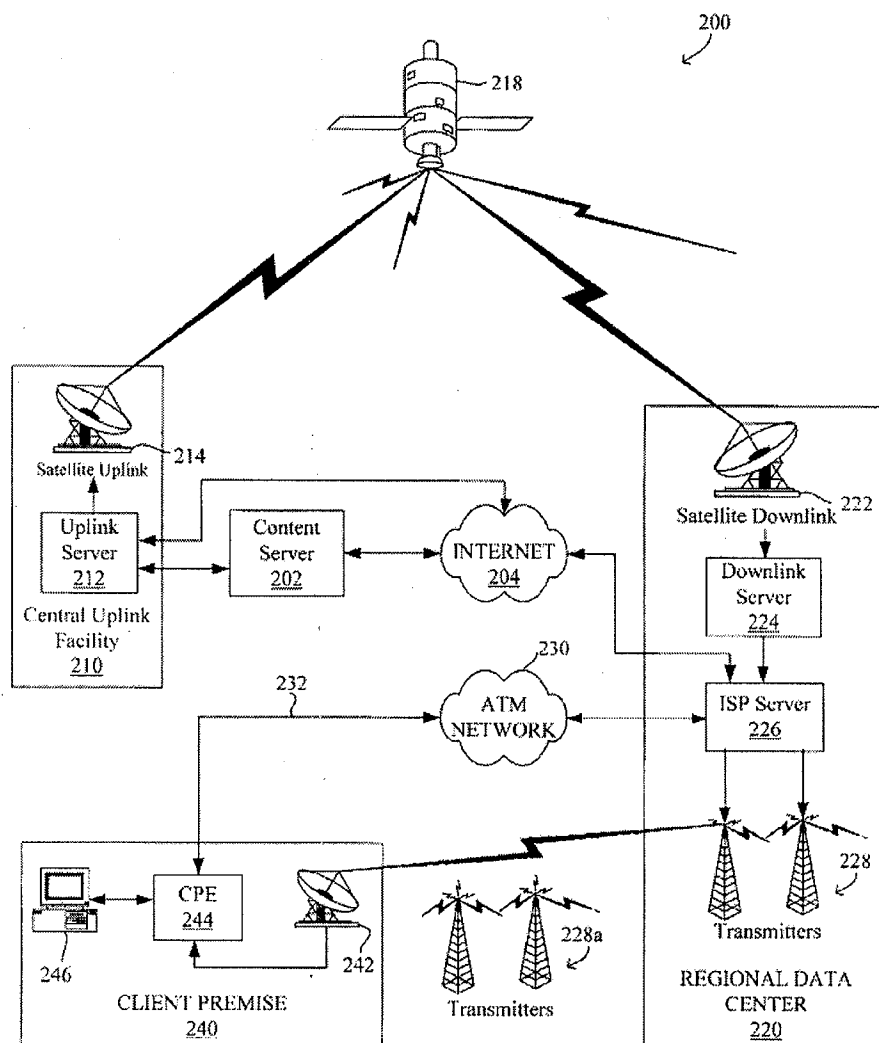 200
218
214
Satellite Uplink
Uplink
Server
212
Central Uplink
Facility
210
Content
Server
202
INTERNET
204
222
Satellite Downlink
Downlink
Server
224
ISP Server
226
230
ATM
NETWORK
232
CPE
244
246
242
CLIENT PREMISE
240
228a
Transmitters
228
Transmitters
REGIONAL DATA
CENTER
220